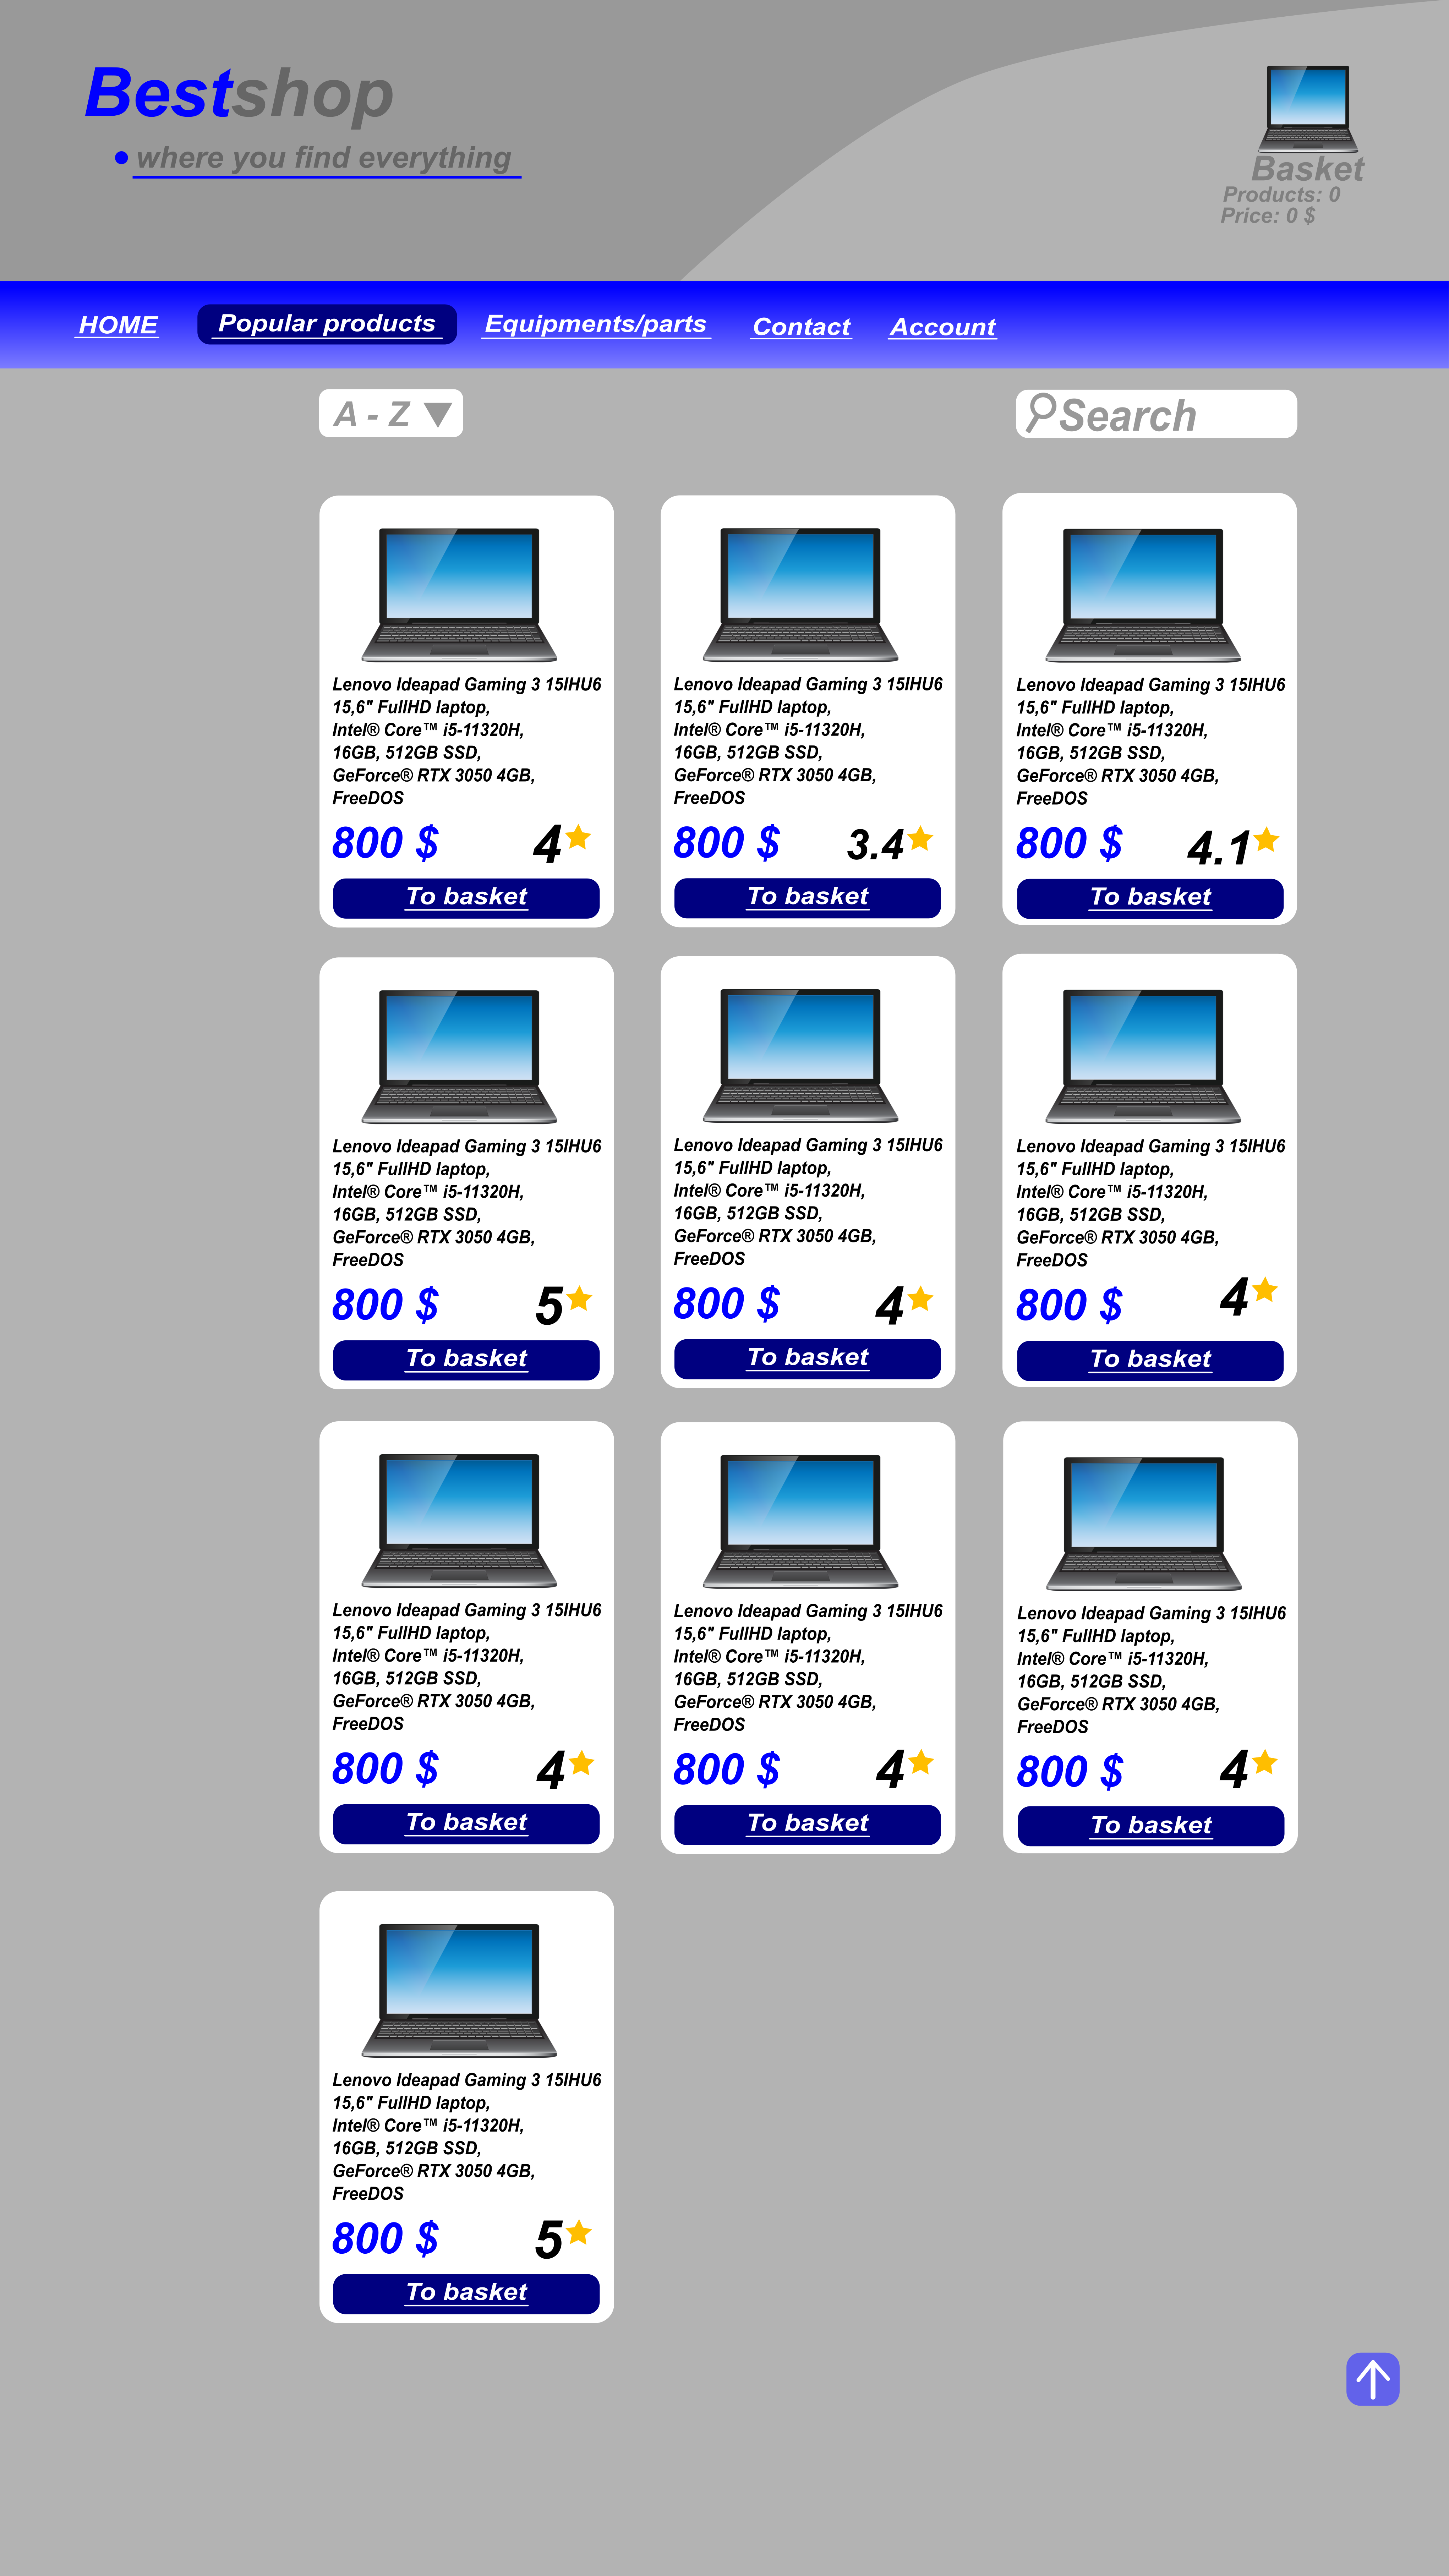 Bestshop
where you find everything
Basket
Products: 0
Price: 0 $
HOME
Popular products
Equipments/parts
Contact
Account
A - Z
Search
Lenovo Ideapad Gaming 3 15IHU6
15,6" FullHD laptop,
Intel® Core™ i5-11320H,
16GB, 512GB SSD,
GeForce® RTX 3050 4GB,
FreeDOS
800 $ 4
To basket
Lenovo Ideapad Gaming 3 15IHU6
15,6" FullHD laptop,
Intel® Core™ i5-11320H,
16GB, 512GB SSD,
GeForce® RTX 3050 4GB,
FreeDOS
800 $ 3.4
To basket
Lenovo Ideapad Gaming 3 15IHU6
15,6" FullHD laptop,
Intel® Core™ i5-11320H,
16GB, 512GB SSD,
GeForce® RTX 3050 4GB,
FreeDOS
800 $ 4.1
To basket
Lenovo Ideapad Gaming 3 15IHU6
15,6" FullHD laptop,
Intel® Core™ i5-11320H,
16GB, 512GB SSD,
GeForce® RTX 3050 4GB,
FreeDOS
800 $ 5
To basket
Lenovo Ideapad Gaming 3 15IHU6
15,6" FullHD laptop,
Intel® Core™ i5-11320H,
16GB, 512GB SSD,
GeForce® RTX 3050 4GB,
FreeDOS
800 $ 4
To basket
Lenovo Ideapad Gaming 3 15IHU6
15,6" FullHD laptop,
Intel® Core™ i5-11320H,
16GB, 512GB SSD,
GeForce® RTX 3050 4GB,
FreeDOS
800 $ 4
To basket
Lenovo Ideapad Gaming 3 15IHU6
15,6" FullHD laptop,
Intel® Core™ i5-11320H,
16GB, 512GB SSD,
GeForce® RTX 3050 4GB,
FreeDOS
800 $ 4
To basket
Lenovo Ideapad Gaming 3 15IHU6
15,6" FullHD laptop,
Intel® Core™ i5-11320H,
16GB, 512GB SSD,
GeForce® RTX 3050 4GB,
FreeDOS
800 $ 4
To basket
Lenovo Ideapad Gaming 3 15IHU6
15,6" FullHD laptop,
Intel® Core™ i5-11320H,
16GB, 512GB SSD,
GeForce® RTX 3050 4GB,
FreeDOS
800 $ 4
To basket
Lenovo Ideapad Gaming 3 15IHU6
15,6" FullHD laptop,
Intel® Core™ i5-11320H,
16GB, 512GB SSD,
GeForce® RTX 3050 4GB,
FreeDOS
800 $ 5
To basket